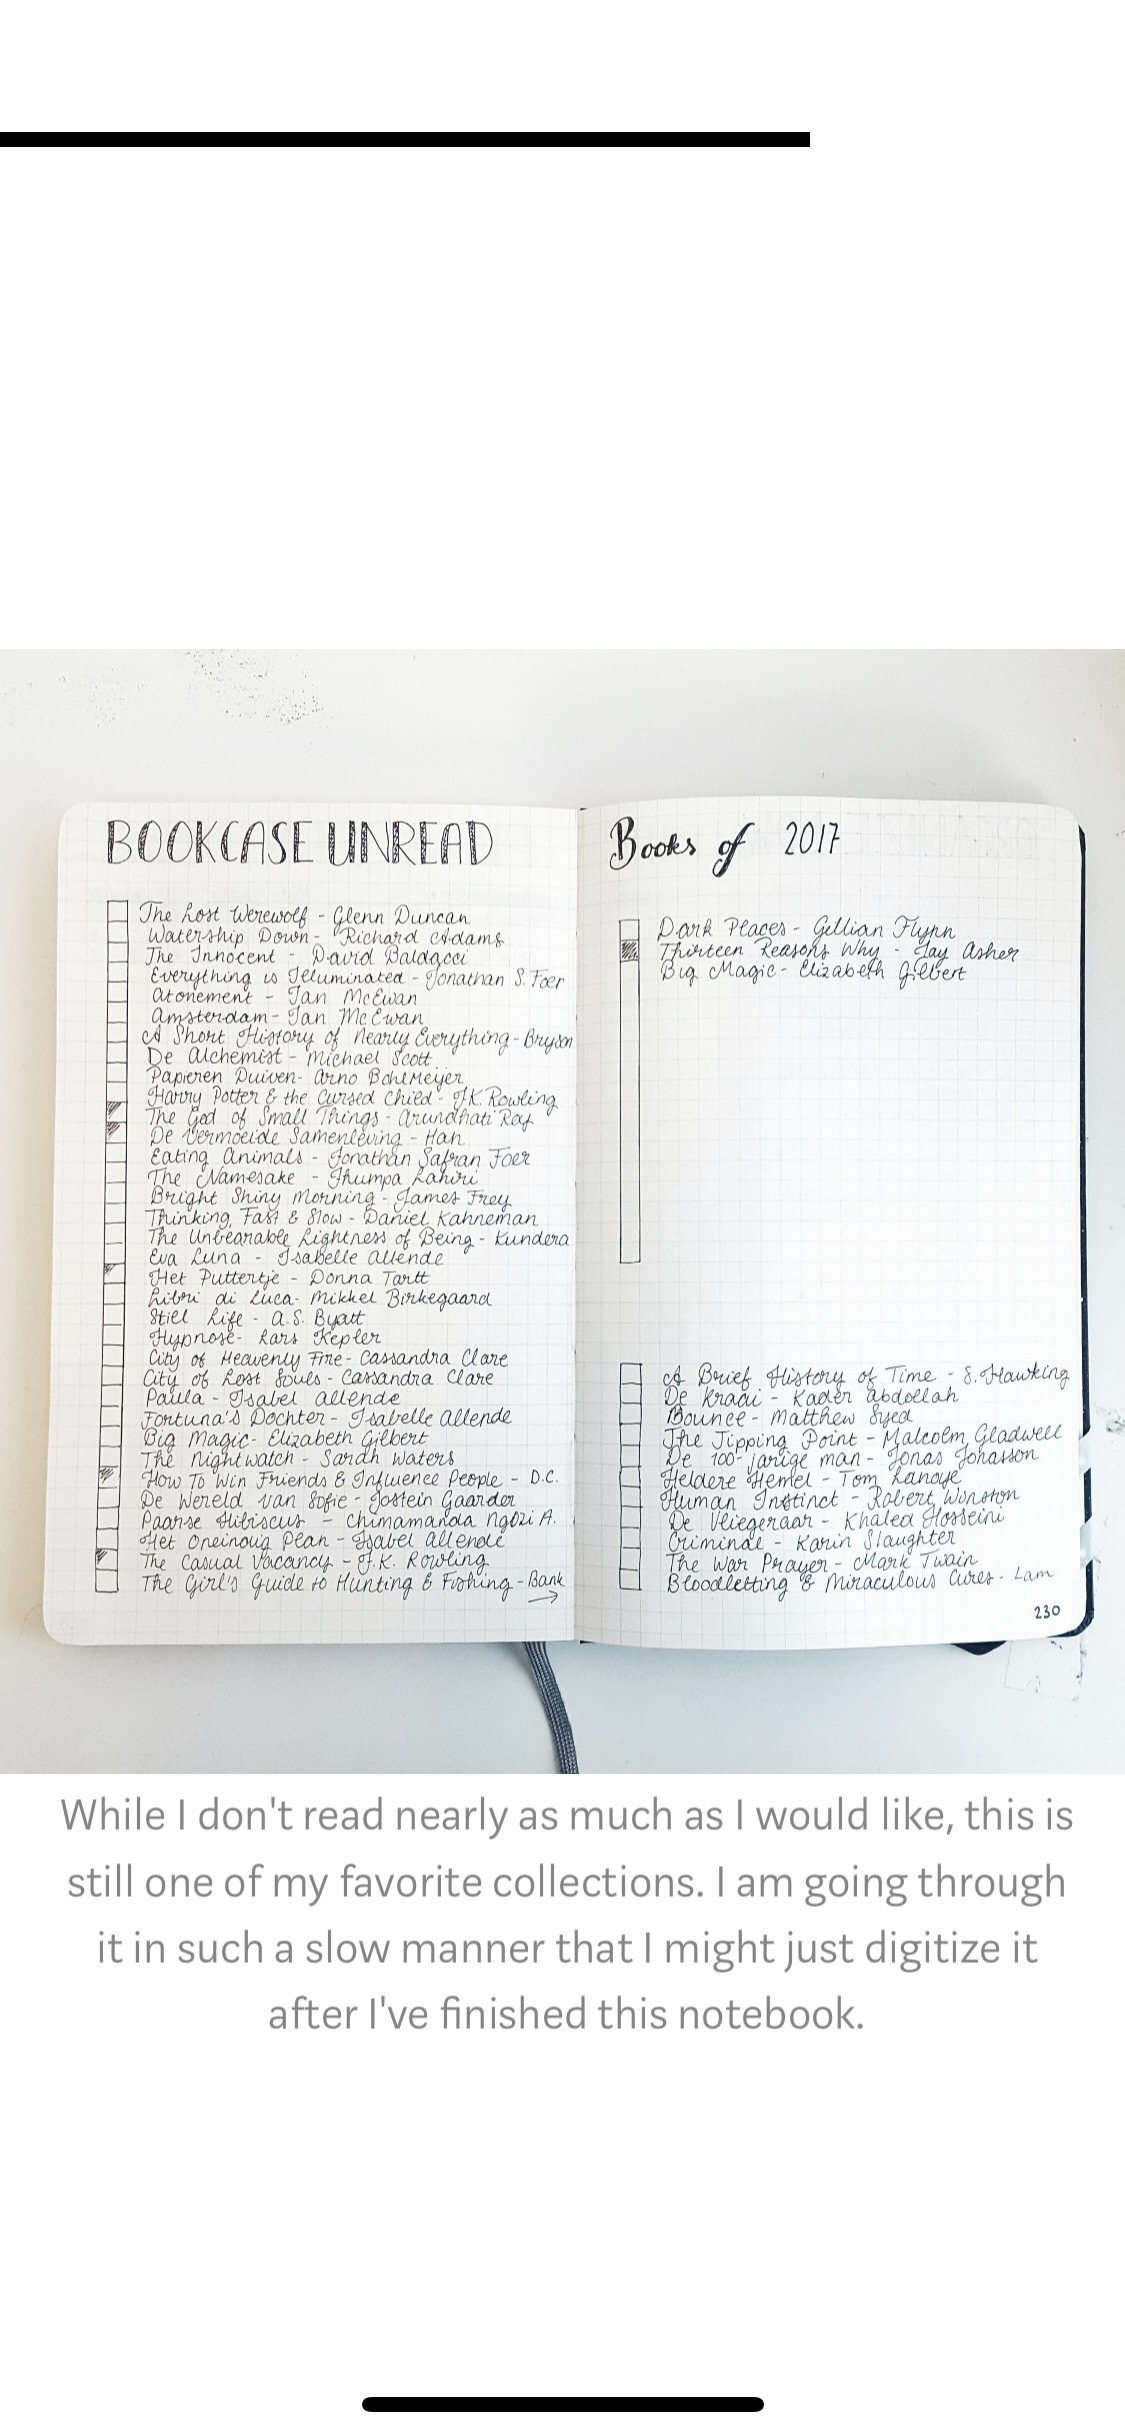 BOOKCASE UNREAD
The Lost Werewolf - Glenn Duncan
Watership Down - Richard Adams
The Innocent - David Baldacci
Everything is Illuminated - Jonathan S. Foer
Atonement - Ian McEwan
Amsterdam - Ian McEwan
A Short History of Nearly Everything - Bryson
De Alchemist - Michael Scott
Papieren Duiven - Arno Bohlmeijer
Harry Potter & the Cursed Child - J.K. Rowling
The God of Small Things - Arundhati Roy
De Vermoeide Samenleving - Han
Eating Animals - Jonathan Safran Foer
The Namesake - Jhumpa Lahiri
Bright Shiny Morning - James Frey
Thinking, Fast & Slow - Daniel Kahneman
The Unbearable Lightness of Being - Kundera
Eva Luna - Isabelle Allende
Het Puttertje - Donna Tartt
Libri di Luca - Mikkel Birkegaard
Still Life - A.S. Byatt
Hypnose - Lars Kepler
City of Heavenly Fire - Cassandra Clare
City of Lost Souls - Cassandra Clare
Paula - Isabel Allende
Fortuna's Dochter - Isabelle Allende
Big Magic - Elizabeth Gilbert
The Nightwatch - Sarah Waters
How To Win Friends & Influence People - D.C.
De Wereld van Sofie - Jostein Gaarder
Paarse Hibiscus - Chimamanda Ngozi A.
Het Oneindig Plan - Isabel Allende
The Casual Vacancy - J.K. Rowling
The Girl's Guide to Hunting & Fishing - Bank
→
Books of 2017
Dark Places - Gillian Flynn
Thirteen Reasons Why - Jay Asher
Big Magic - Elizabeth Gilbert
A Brief History of Time - S. Hawking
De Kraai - Kader Abdollah
Bounce - Matthew Syed
The Tipping Point - Malcolm Gladwell
De 100-jarige man - Jonas Jonasson
Heldere Hemel - Tom Lanoye
Human Instinct - Robert Winston
De Vliegeraar - Khaled Hosseini
Criminal - Karin Slaughter
The War Prayer - Mark Twain
Bloodletting & Miraculous Cures - Lam
230
While I don't read nearly as much as I would like, this is
still one of my favorite collections. I am going through
it in such a slow manner that I might just digitize it
after I've finished this notebook.